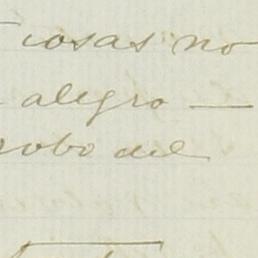 cosas no
alegro —
robo del